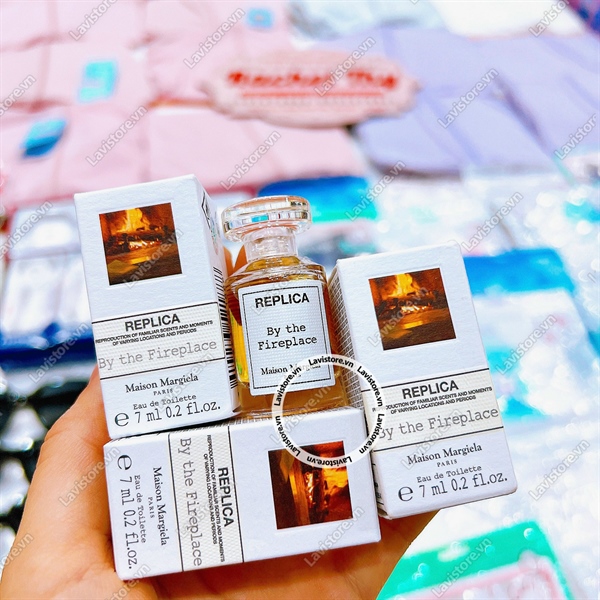 REPLICA
REPRODUCTION OF FAMILIAR SCENTS AND MOMENTS
OF VARYING LOCATIONS AND PERIODS
By the Fireplace
Maison Margiela
PARIS
Eau de Toilette
e 7 ml 0.2 fl.oz.
REPLICA
By the
Fireplace
Maison
REPLICA
REPRODUCTION OF FAMILIAR SCENTS AND MOMENTS
OF VARYING LOCATIONS AND PERIODS
By the Fireplace
Maison Margiela
PARIS
Eau de Toilette
e 7 ml 0.2 fl.oz.
REPLICA
REPRODUCTION OF FAMILIAR SCENTS AND MOMENTS
OF VARYING LOCATIONS AND PERIODS
By the Fireplace
Maison Margiela
PARIS
Eau de Toilette
e 7 ml 0.2 fl.oz.
Lavistore.vn
Lavistore.vn
Lavistore.vn
Lavistore.vn